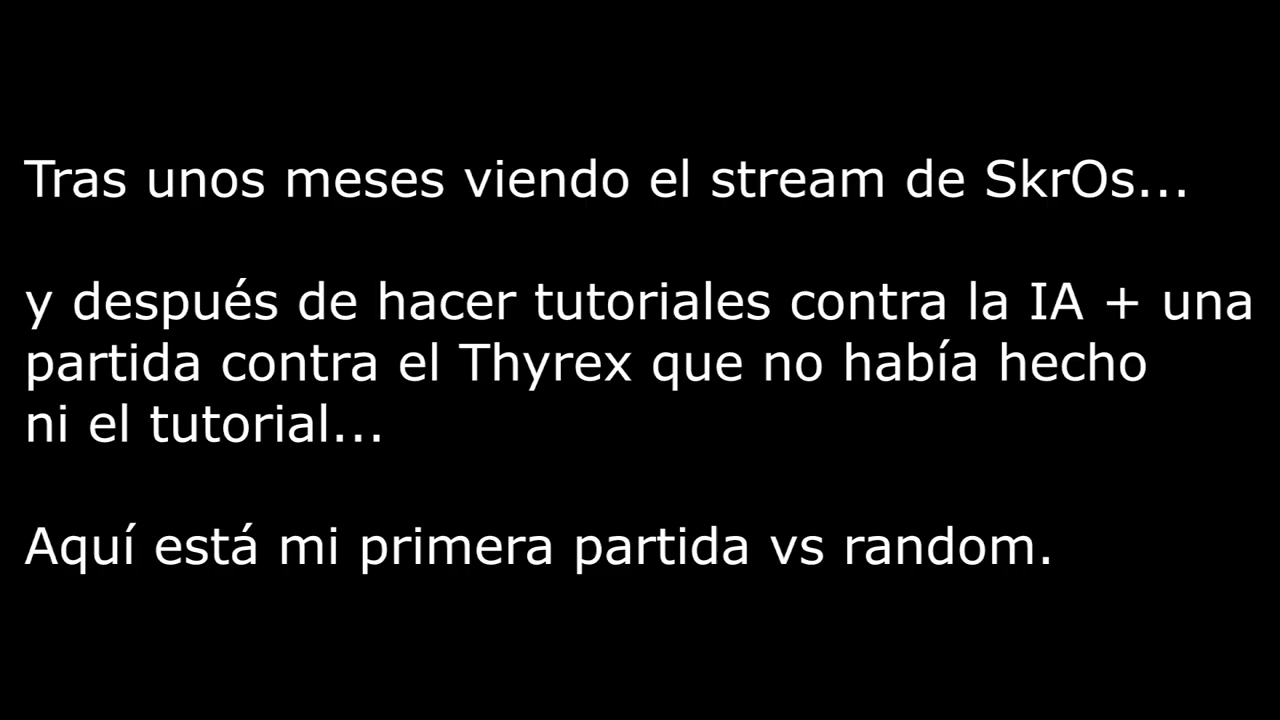 Tras unos meses viendo el stream de SkrOs...
y después de hacer tutoriales contra la IA + una
partida contra el Thyrex que no había hecho
ni el tutorial...
Aquí está mi primera partida vs random.